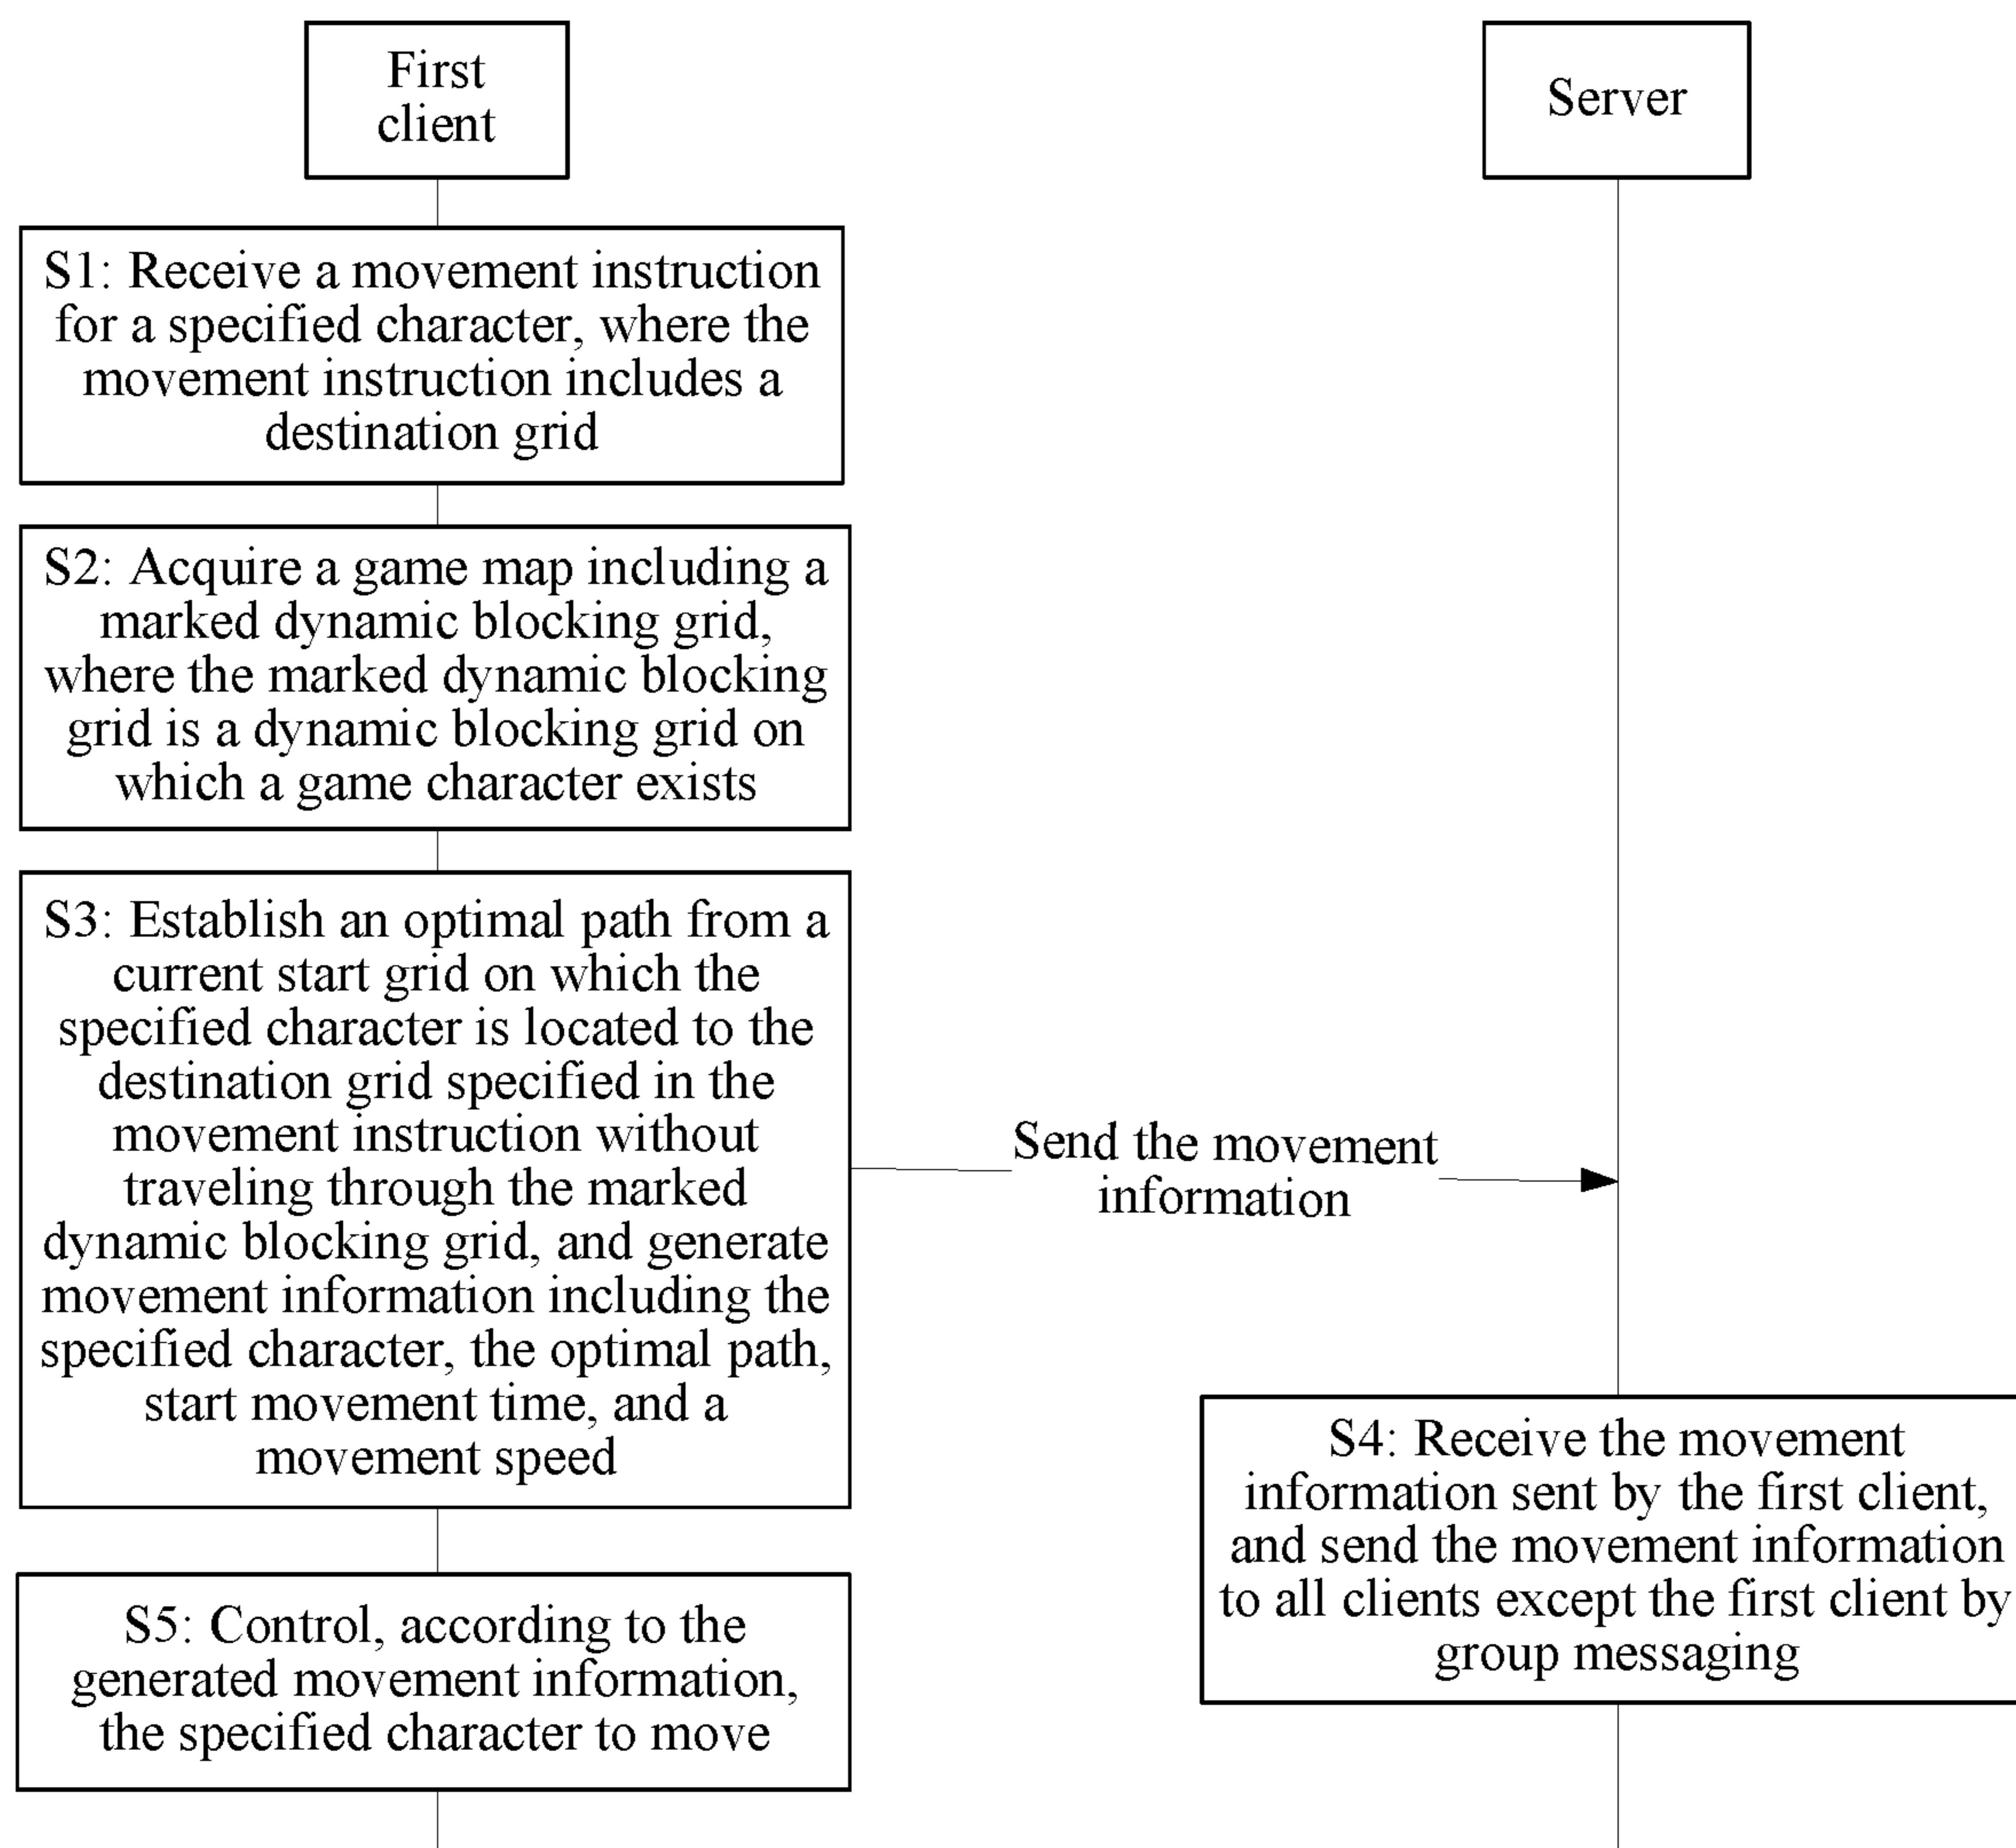 First
client
Server
S1: Receive a movement instruction
for a specified character, where the
movement instruction includes a
destination grid
S2: Acquire a game map including a
marked dynamic blocking grid,
where the marked dynamic blocking
grid is a dynamic blocking grid on
which a game character exists
S3: Establish an optimal path from a
current start grid on which the
specified character is located to the
destination grid specified in the
movement instruction without
traveling through the marked
dynamic blocking grid, and generate
movement information including the
specified character, the optimal path,
start movement time, and a
movement speed
Send the movement
information
S4: Receive the movement
information sent by the first client,
and send the movement information
to all clients except the first client by
group messaging
S5: Control, according to the
generated movement information,
the specified character to move